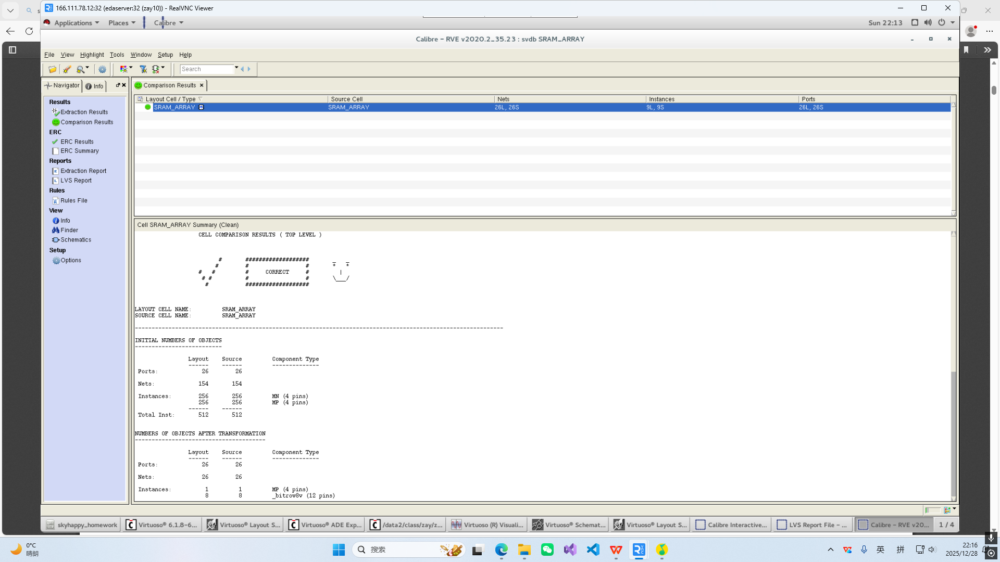 166.111.78.12:32 (edaserver:32 (zay10)) - RealVNC Viewer
Applications Places Calibre Sun 22:13
Calibre - RVE v2020.2_35.23 : svdb SRAM_ARRAY
File View Highlight Tools Window Setup Help
Search
Navigator Info
Comparison Results
Layout Cell / Type Source Cell Nets Instances Ports
SRAM_ARRAY SRAM_ARRAY 26L, 26S 9L, 9S 26L, 26S
Results
Extraction Results
Comparison Results
ERC
ERC Results
ERC Summary
Reports
Extraction Report
LVS Report
Rules
Rules File
View
Info
Finder
Schematics
Setup
Options
Cell SRAM_ARRAY Summary (Clean)
CELL COMPARISON RESULTS ( TOP LEVEL )
# ################### _ _
# # # * *
# # # CORRECT # |
# # # # \___/
# ###################
LAYOUT CELL NAME: SRAM_ARRAY
SOURCE CELL NAME: SRAM_ARRAY
INITIAL NUMBERS OF OBJECTS
Layout Source Component Type
Ports: 26 26
Nets: 154 154
Instances: 256 256 MN (4 pins)
256 256 MP (4 pins)
Total Inst: 512 512
NUMBERS OF OBJECTS AFTER TRANSFORMATION
Layout Source Component Type
Ports: 26 26
Nets: 26 26
Instances: 1 1 MP (4 pins)
8 8 _bitrow8v (12 pins)
skyhappy_homework Virtuoso® 6.1.8-6... Virtuoso® Layout S... Virtuoso® ADE Exp... /data2/class/zay/z... Virtuoso (R) Visuali... Virtuoso® Schemat... Virtuoso® Layout S... Calibre Interactive... LVS Report File - ... Calibre - RVE v20... 1 / 4
0°C
晴朗
搜索
英 拼
22:16
2025/12/28